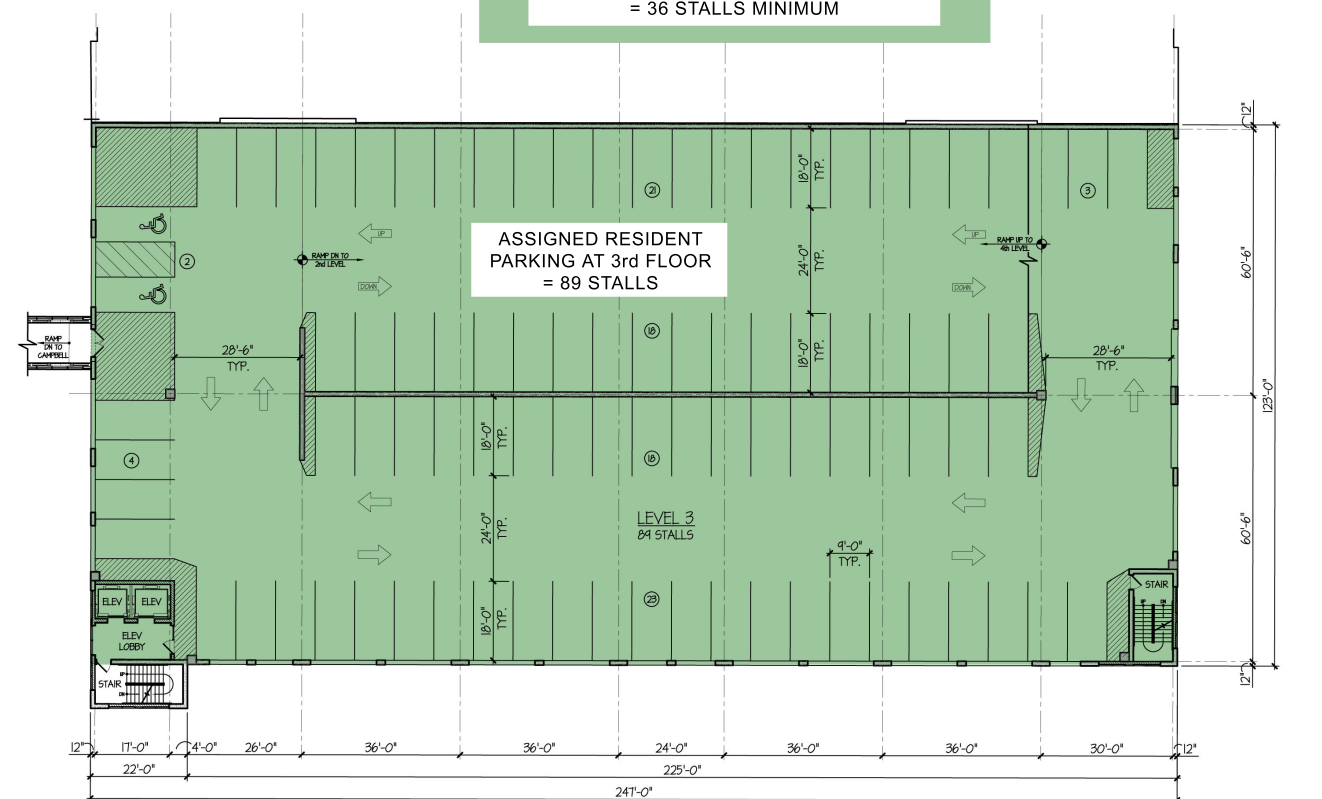 = 36 STALLS MINIMUM
12"
18'-0"
TYP.
21
3
ASSIGNED RESIDENT
PARKING AT 3rd FLOOR
= 89 STALLS
UP
UP
RAMP UP TO
4th LEVEL
2
RAMP DN TO
2nd LEVEL
24'-0"
TYP.
60'-6"
DOWN
DOWN
18
18'-0"
TYP.
RAMP
DN TO
CAMPBELL
28'-6"
TYP.
28'-6"
TYP.
123'-0"
18'-0"
TYP.
4
18
LEVEL 3
89 STALLS
24'-0"
TYP.
9'-0"
TYP.
60'-6"
STAIR
UP
DN
ELEV
ELEV
23
18'-0"
TYP.
ELEV
LOBBY
STAIR
UP
DN
12"
12"
17'-0"
4'-0"
26'-0"
36'-0"
36'-0"
24'-0"
36'-0"
36'-0"
30'-0"
12"
22'-0"
225'-0"
247'-0"